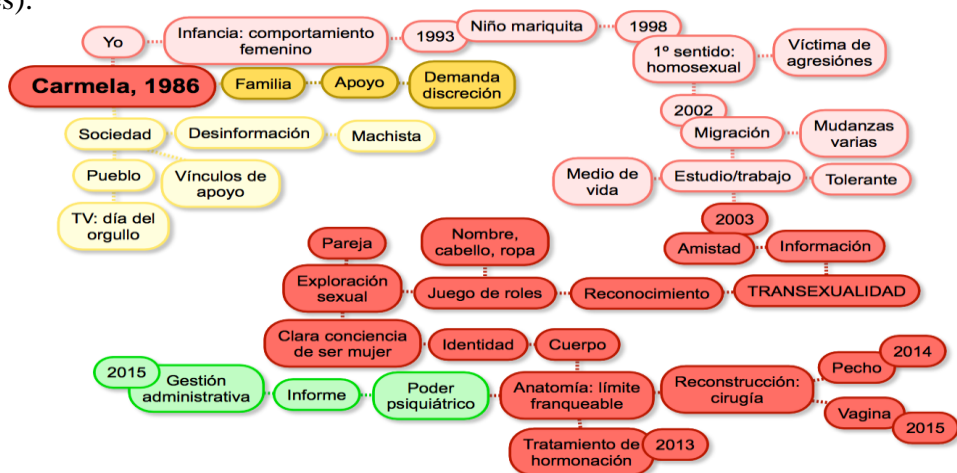 es).
Yo
Infancia: comportamiento
femenino
1993
Niño mariquita
1998
1º sentido:
homosexual
Víctima de
agresiónes
Carmela, 1986
Familia
Apoyo
Demanda
discreción
2002
Migración
Mudanzas
varias
Sociedad
Desinformación
Machista
Pueblo
Vínculos de
apoyo
Medio de
vida
Estudio/trabajo
Tolerante
TV: día del
orgullo
2003
Amistad
Información
Pareja
Nombre,
cabello, ropa
Exploración
sexual
Juego de roles
Reconocimiento
TRANSEXUALIDAD
Clara conciencia
de ser mujer
Identidad
Cuerpo
2015
Gestión
administrativa
Informe
Poder
psiquiátrico
Anatomía: límite
franqueable
Reconstrucción:
cirugía
Pecho
2014
Vagina
2015
Tratamiento de
hormonación
2013